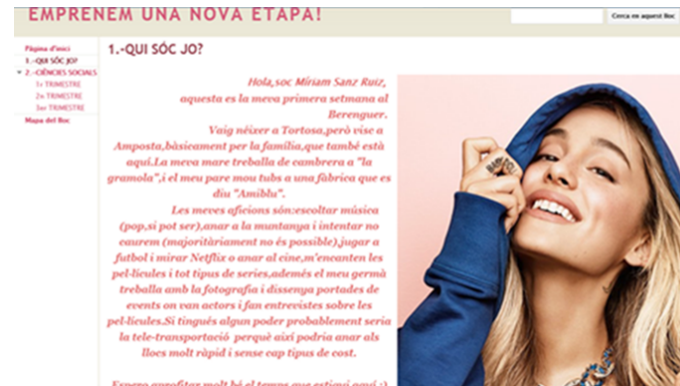 EMPRENEM UNA NOVA ETAPA!
Cerca en aquest lloc
Pàgina d'inici
1.-QUI SÓC JO?
2.-CIÈNCIES SOCIALS
1r TRIMESTRE
2n TRIMESTRE
3er TRIMESTRE
Mapa del lloc
1.-QUI SÓC JO?
Hola,soc Míriam Sanz Ruiz,
aquesta es la meva primera setmana al
Berenguer.
Vaig nèixer a Tortosa,però visc a
Amposta,bàsicament per la família,que també està
aquí.La meva mare treballa de cambrera a "la
gramola",i el meu pare mou tubs a una fàbrica que es
diu "Amiblu".
Les meves aficions són:escoltar música
(pop,si pot ser),anar a la muntanya i intentar no
caurem (majoritàriament no és possible),jugar a
futbol i mirar Netflix o anar al cine,m'encanten les
pel·lícules i tot tipus de series,ademés el meu germà
treballa amb la fotografia i dissenya portades de
events on van actors i fan entrevistes sobre les
pel·lícules.Si tingués algun poder probablement seria
la tele-transportació perquè així podria anar als
llocs molt ràpid i sense cap tipus de cost.
Espero aprofitar molt bé el temps que estigui aquí :)